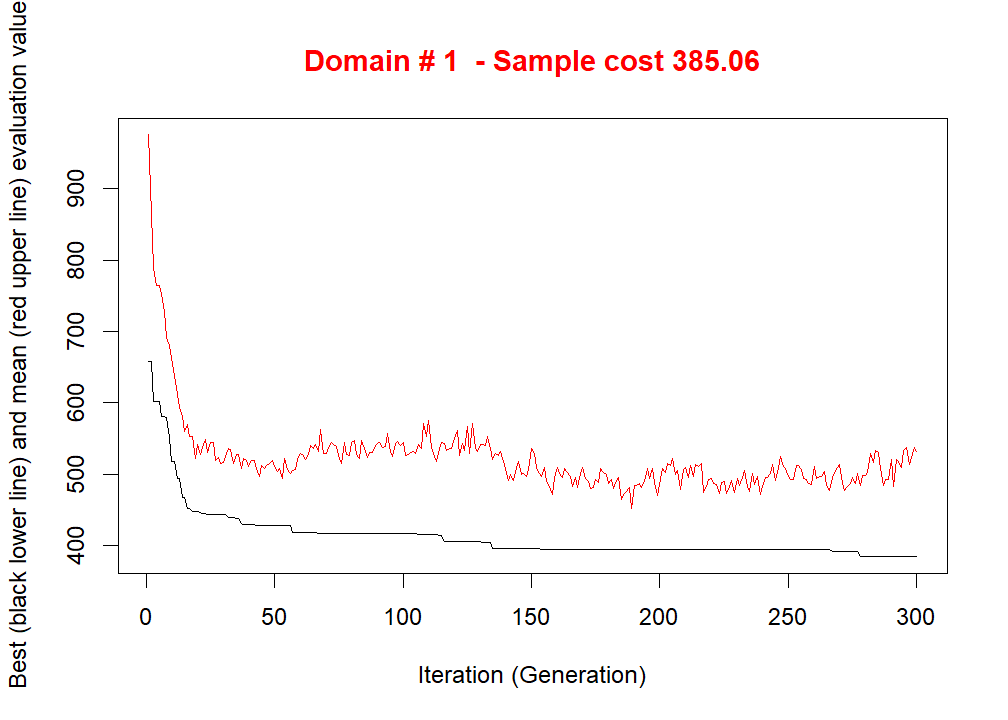 Domain # 1  - Sample cost 385.06
Best (black lower line) and mean (red upper line) evaluation value
900
800
700
600
500
400
0 50 100 150 200 250 300
Iteration (Generation)